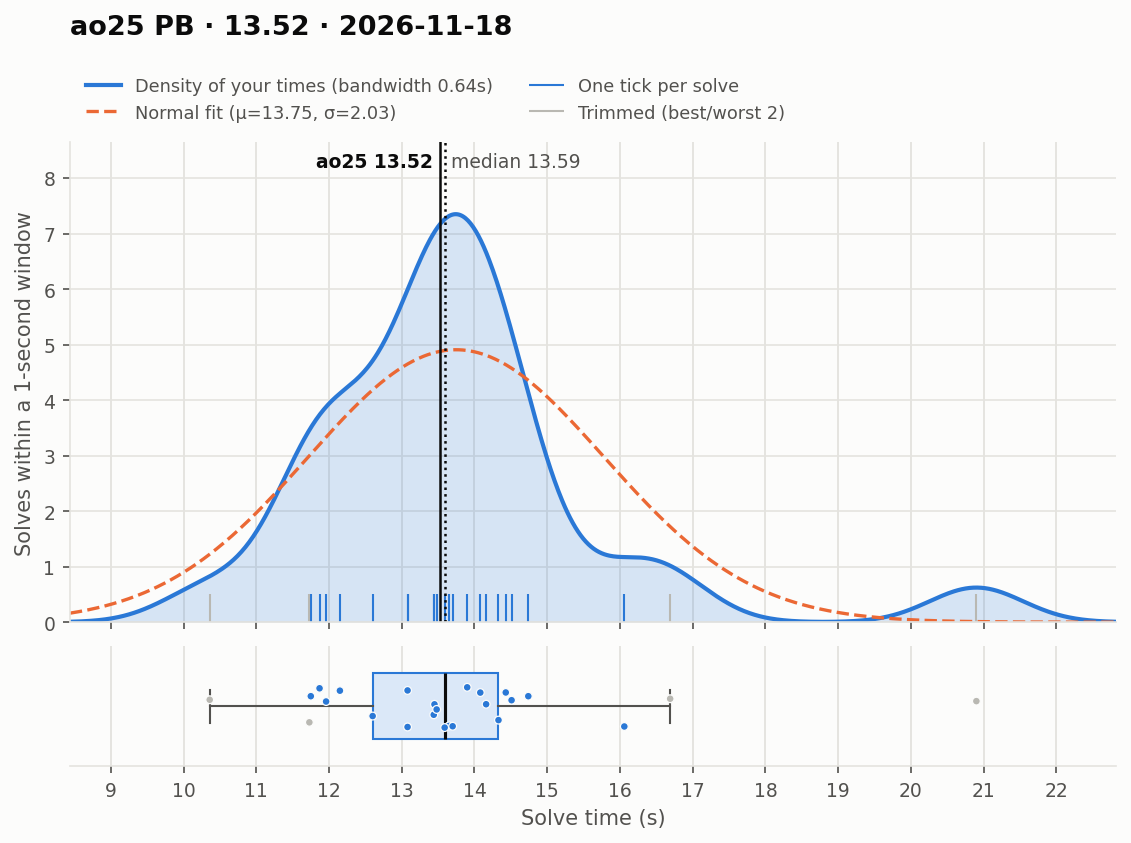 ao25 PB · 13.52 · 2026-11-18
Density of your times (bandwidth 0.64s)
One tick per solve
Normal fit (μ=13.75, σ=2.03)
Trimmed (best/worst 2)
ao25 13.52
median 13.59
8
7
6
5
4
3
2
1
0
Solves within a 1-second window
9 10 11 12 13 14 15 16 17 18 19 20 21 22
Solve time (s)